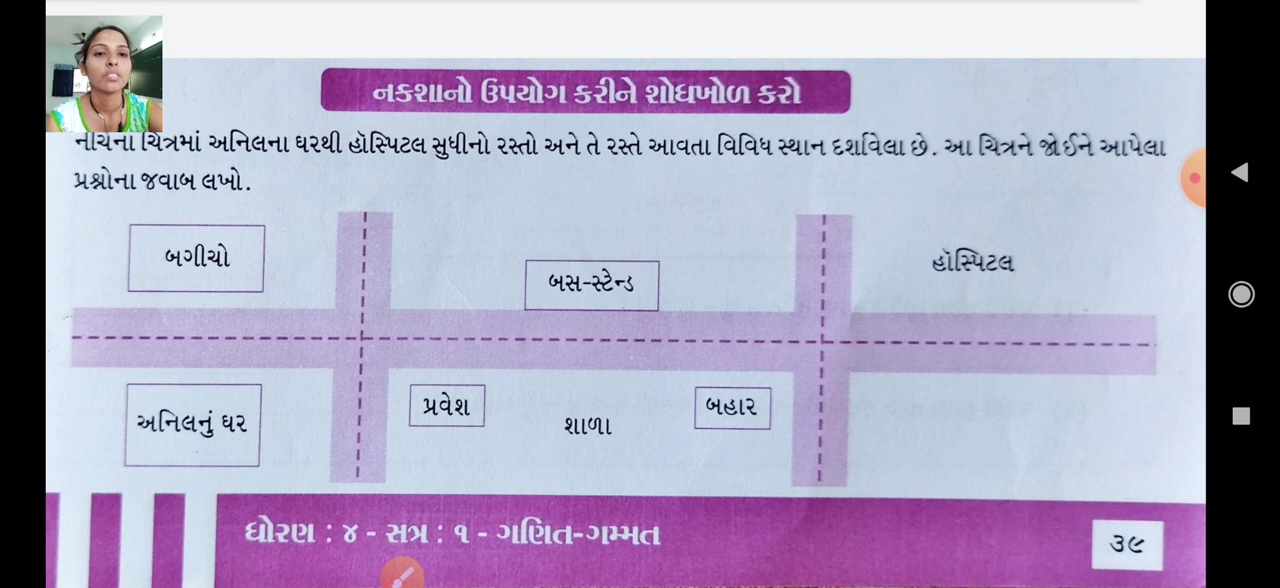 નકશાનો ઉપયોગ કરીને શોધખોળ કરો
નીચેના ચિત્રમાં અનિલના ઘરથી હૉસ્પિટલ સુધીનો રસ્તો અને તે રસ્તે આવતા વિવિધ સ્થાન દર્શાવેલા છે. આ ચિત્રને જોઈને આપેલા
પ્રશ્નોના જવાબ લખો.
બગીચો
બસ-સ્ટેન્ડ
હૉસ્પિટલ
અનિલનું ઘર
પ્રવેશ
શાળા
બહાર
ધોરણ : ૪ - સત્ર : ૧ - ગણિત-ગમ્મત
૩૯